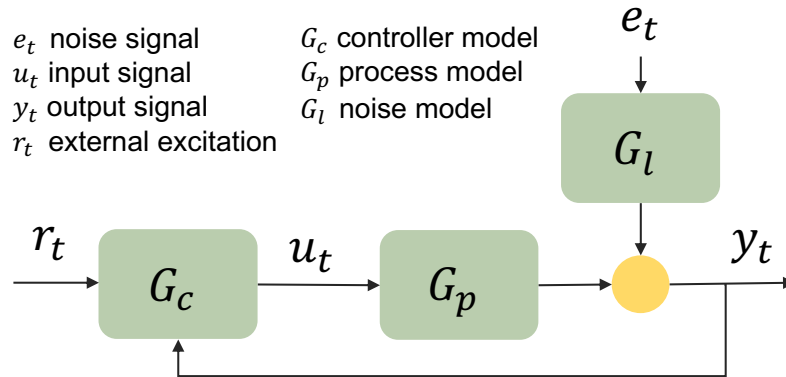 e_t noise signal
u_t input signal
y_t output signal
r_t external excitation
G_c controller model
G_p process model
G_l noise model
e_t
G_l
r_t
G_c
u_t
G_p
y_t